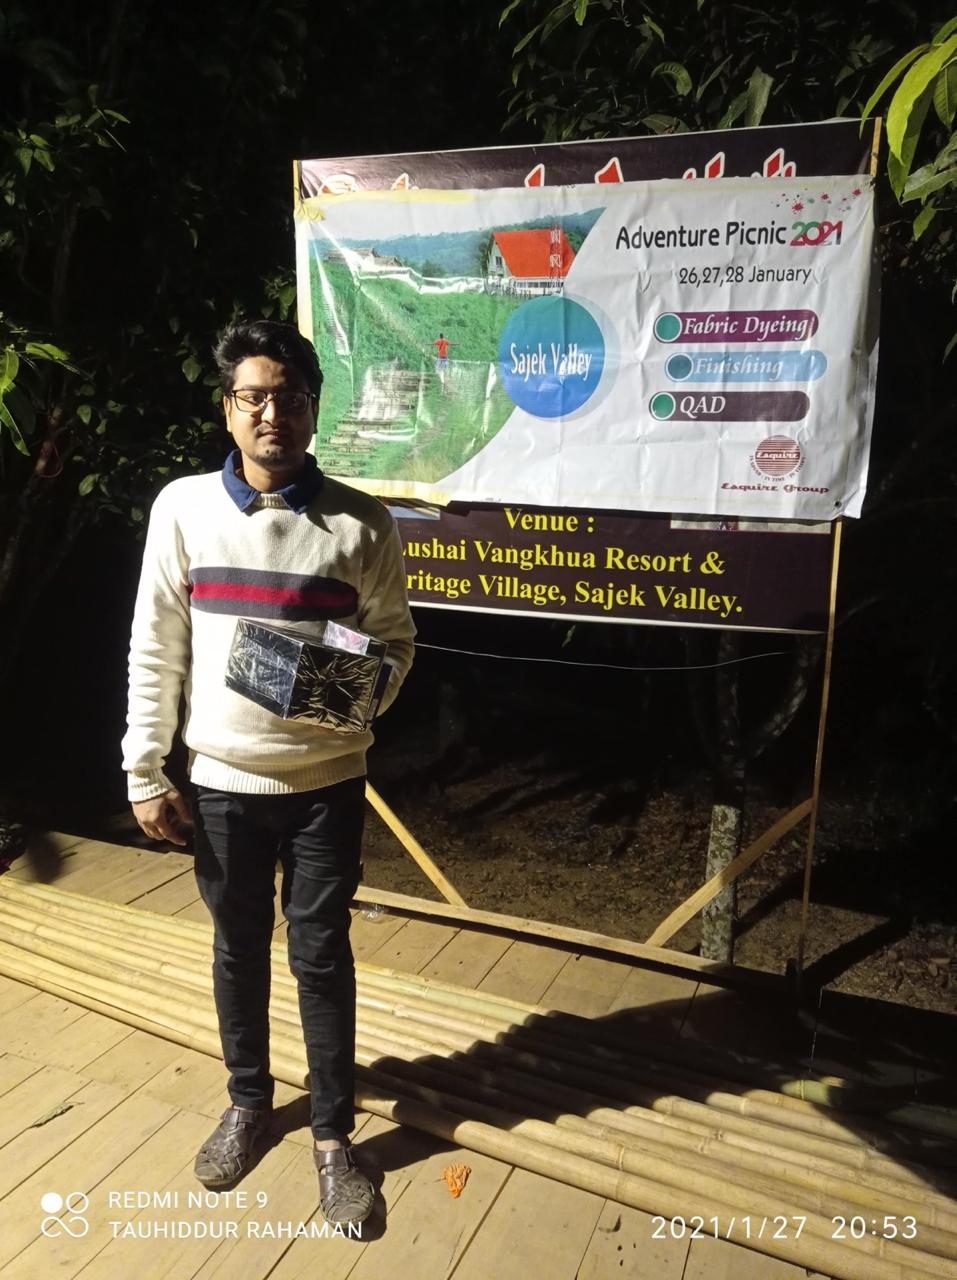 Adventure Picnic 2021
26,27,28 January
Sajek Valley
Fabric Dyeing
Finishing
QAD
Esquire
Esquire Group
Venue :
Lushai Vangkhua Resort &
ritage Village, Sajek Valley.
REDMI NOTE 9
TAUHIDDUR RAHAMAN
2021/1/27 20:53